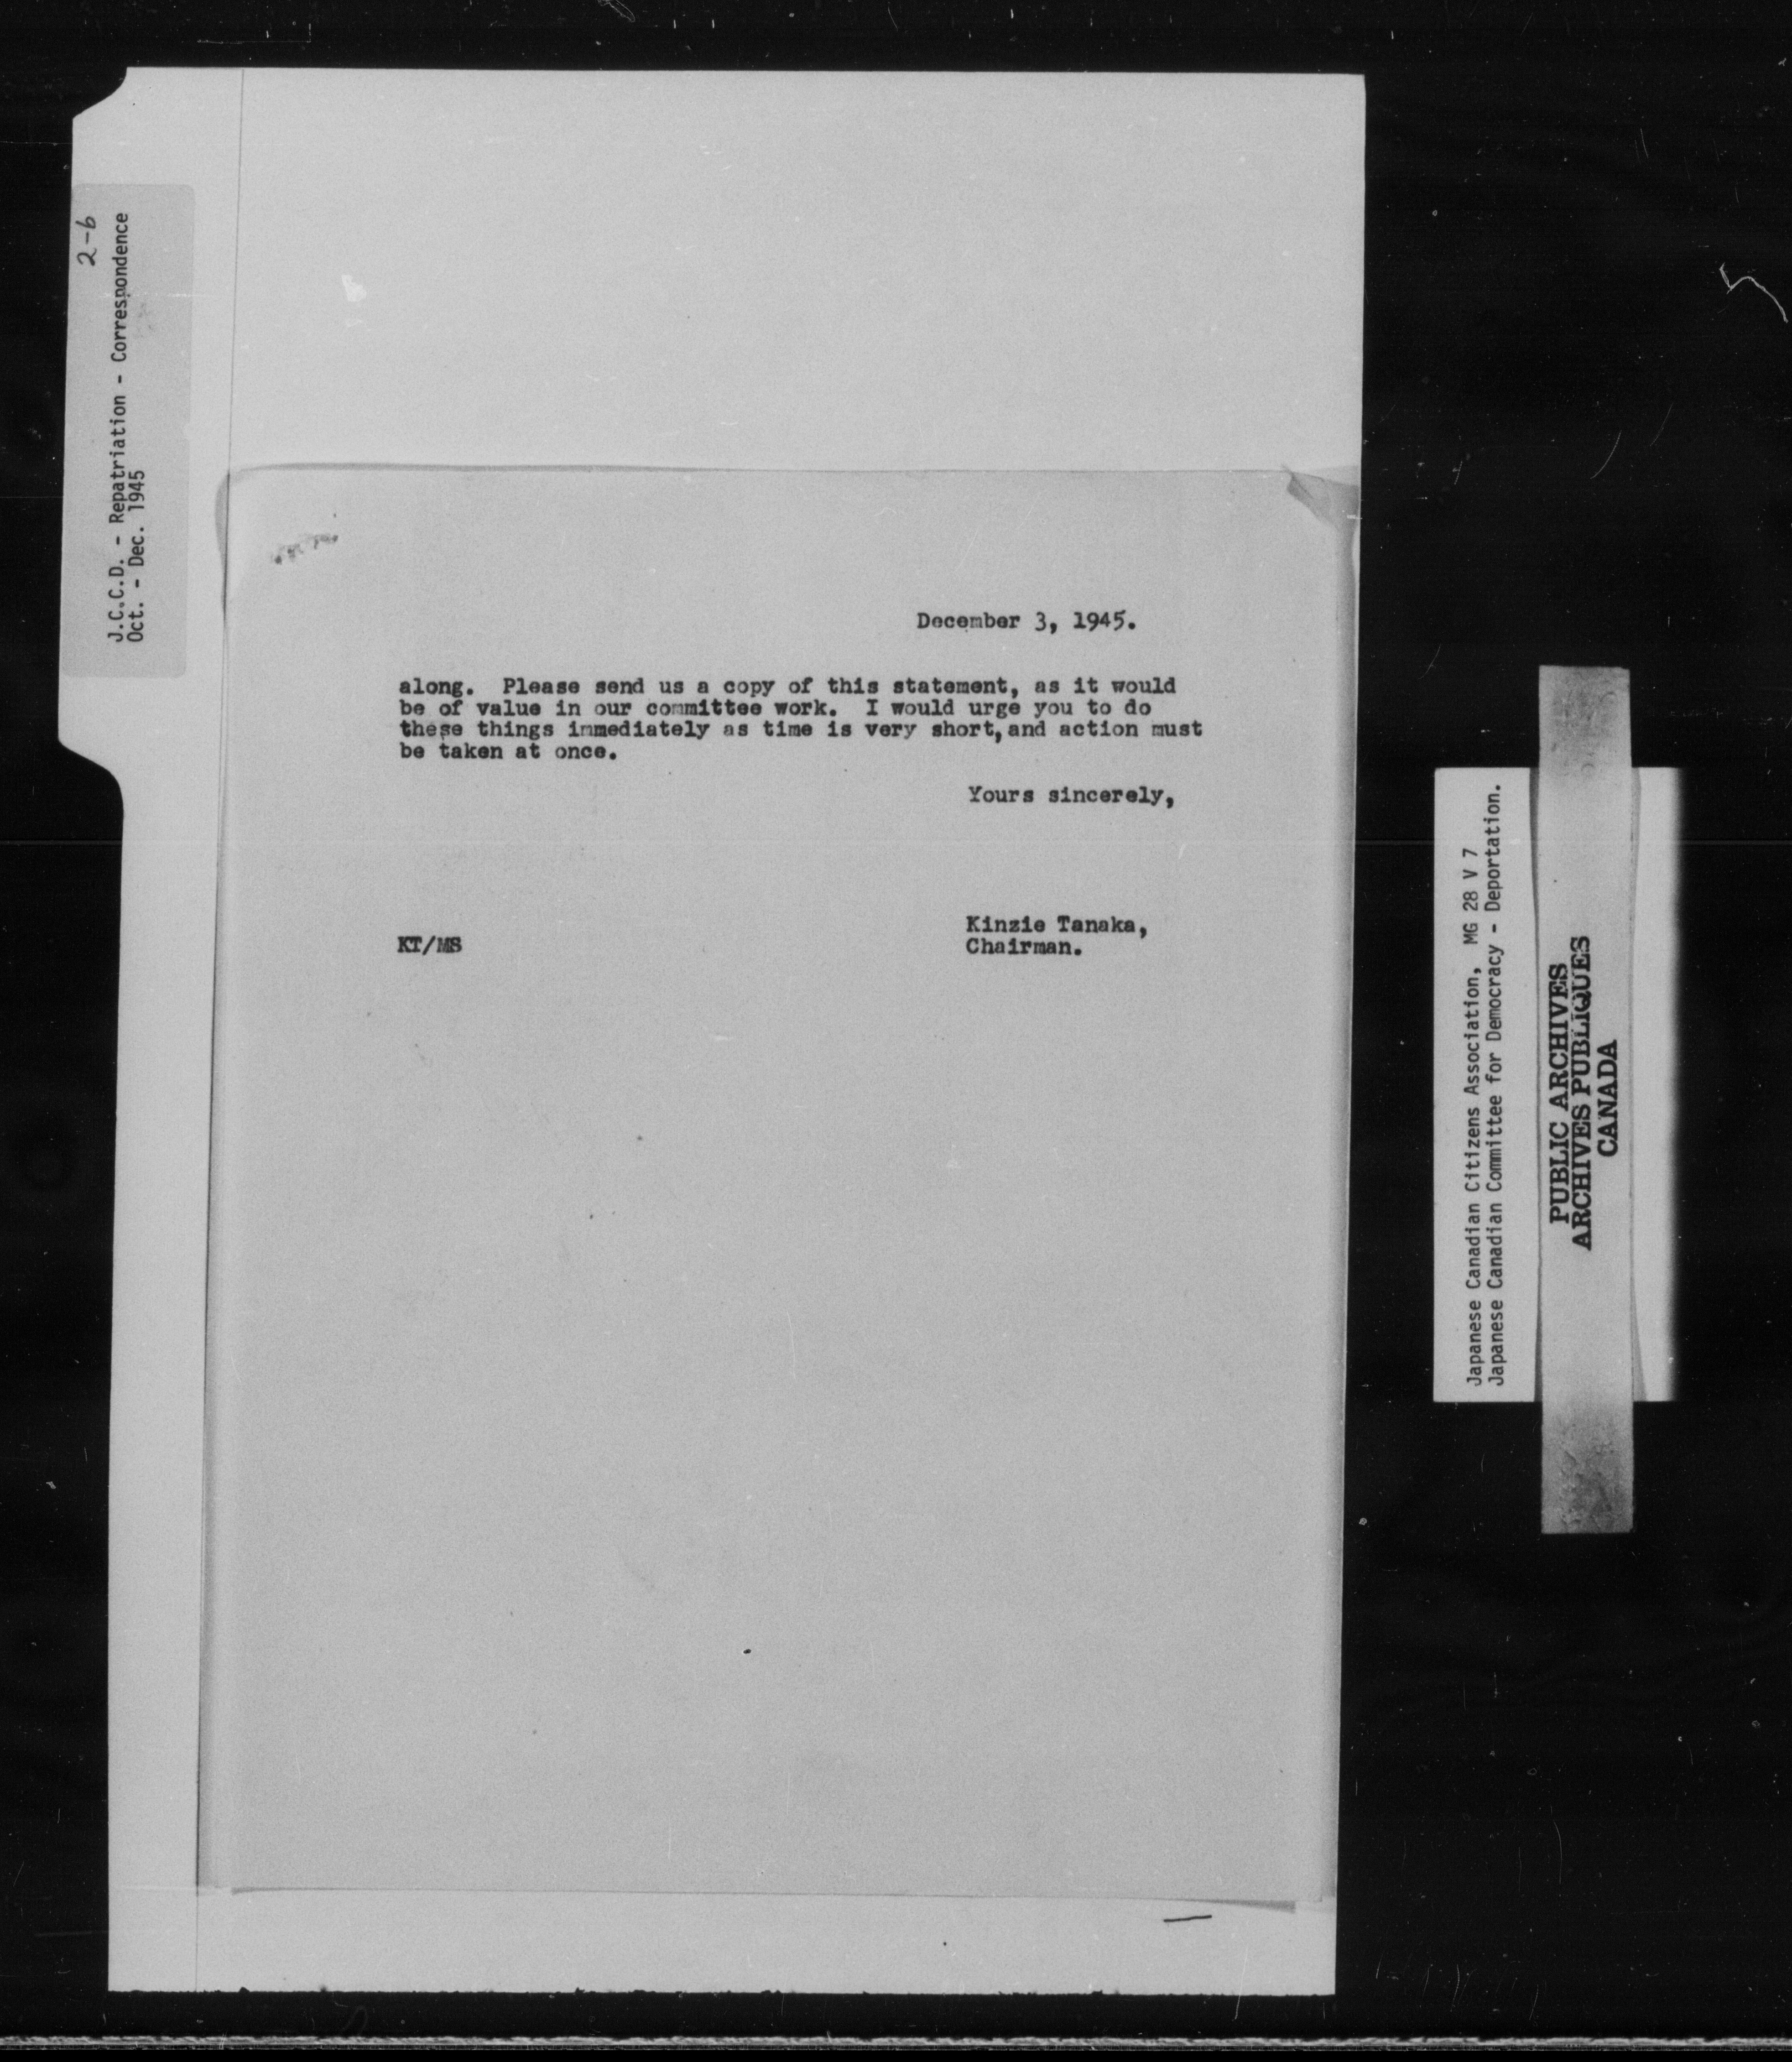 2-6
J.C.C.D. - Repatriation - Correspondence
Oct. - Dec. 1945
December 3, 1945.
along.  Please send us a copy of this statement, as it would
be of value in our committee work.  I would urge you to do
these things immediately as time is very short, and action must
be taken at once.
Yours sincerely,
Kinzie Tanaka,
KT/MS
Chairman.
Japanese Canadian Citizens Association, MG 28 V 7
Japanese Canadian Committee for Democracy - Deportation.
PUBLIC ARCHIVES
ARCHIVES PUBLIQUES
CANADA